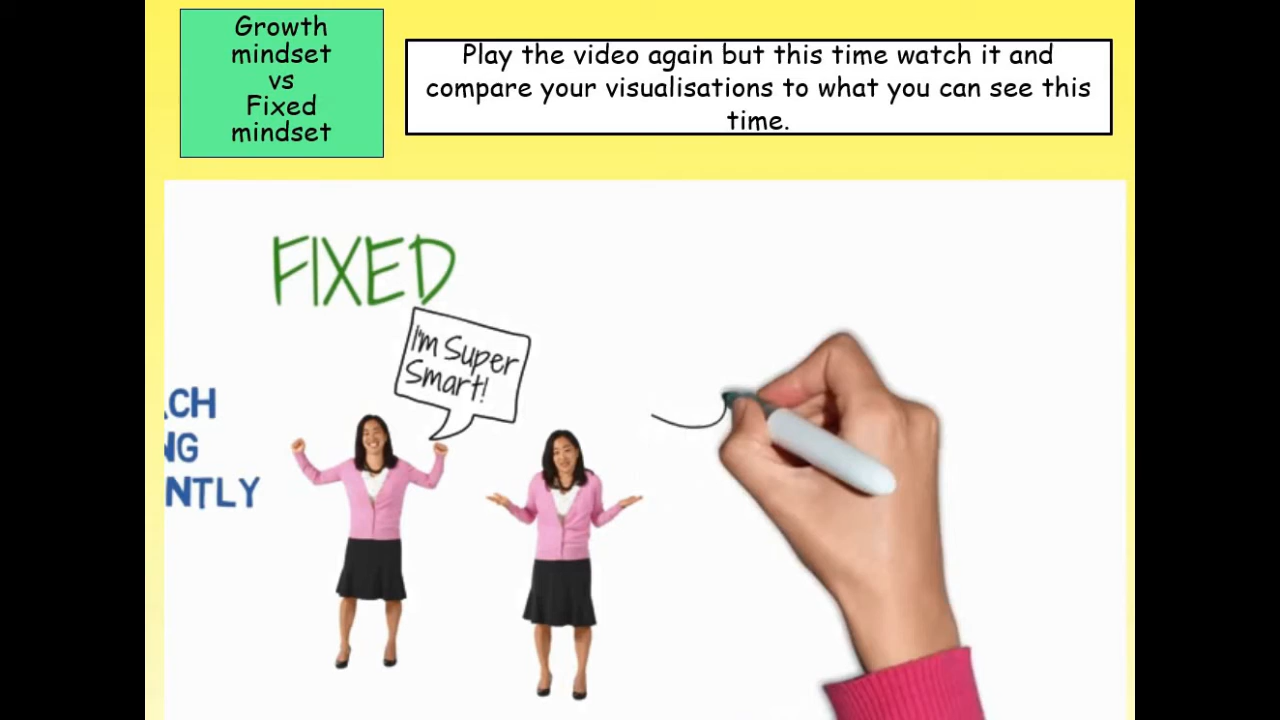 Growth
mindset
vs
Fixed
mindset
Play the video again but this time watch it and
compare your visualisations to what you can see this
time.
FIXED
I'm Super
Smart!